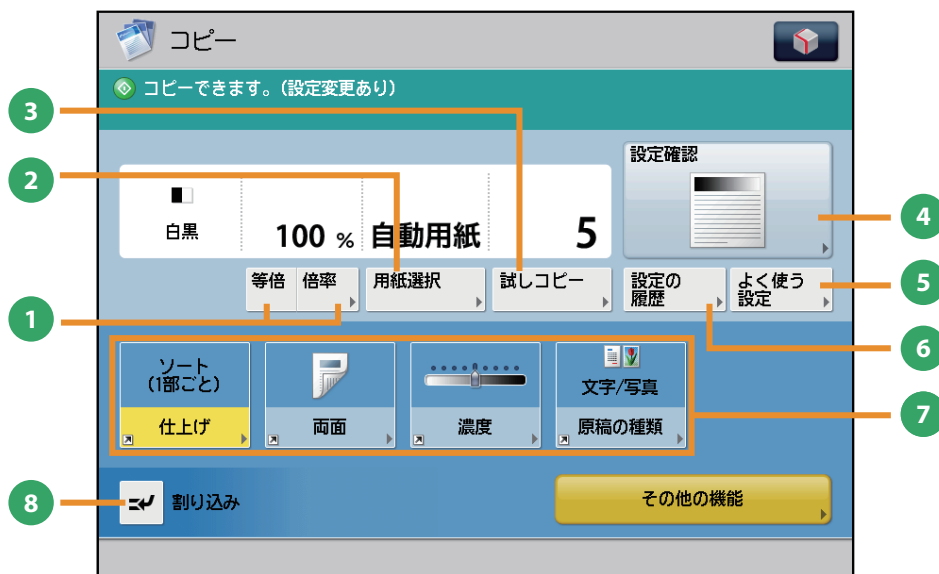 コピー
コピーできます。(設定変更あり)
3
設定確認
2
白黒
100 % 自動用紙 5
4
等倍 倍率 用紙選択 試しコピー 設定の
履歴 よく使う
設定
5
1
6
ソート
(1部ごと)
文字/写真
仕上げ 両面 濃度 原稿の種類
7
8
割り込み
その他の機能